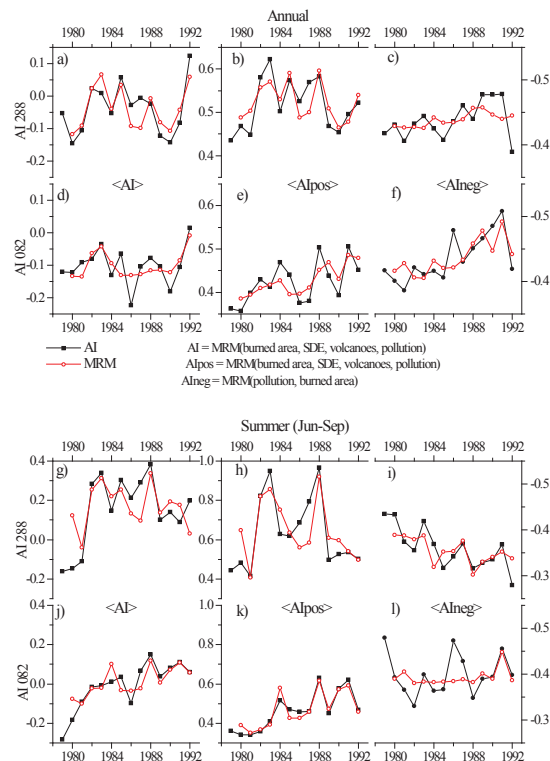 Annual
1980 1984 1988 1992 1980 1984 1988 1992 1980 1984 1988 1992
a) b) c)
AI 288
0.1
0.0
-0.1
-0.2
0.6
0.5
0.4
-0.5
-0.4
<AI> <AIpos> <AIneg>
d) e) f)
AI 082
0.1
0.0
-0.1
-0.2
0.6
0.5
0.4
-0.5
-0.4
1980 1984 1988 1992 1980 1984 1988 1992 1980 1984 1988 1992
AI
MRM
AI = MRM(burned area, SDE, volcanoes, pollution)
AIpos = MRM(burned area, SDE, volcanoes, pollution)
AIneg = MRM(pollution, burned area)
Summer (Jun-Sep)
1980 1984 1988 1992 1980 1984 1988 1992 1980 1984 1988 1992
g) h) i)
AI 288
0.4
0.2
0.0
-0.2
1.0
0.8
0.6
0.4
-0.5
-0.4
-0.3
<AI> <AIpos> <AIneg>
j) k) l)
AI 082
0.4
0.2
0.0
-0.2
1.0
0.8
0.6
0.4
-0.5
-0.4
-0.3
1980 1984 1988 1992 1980 1984 1988 1992 1980 1984 1988 1992